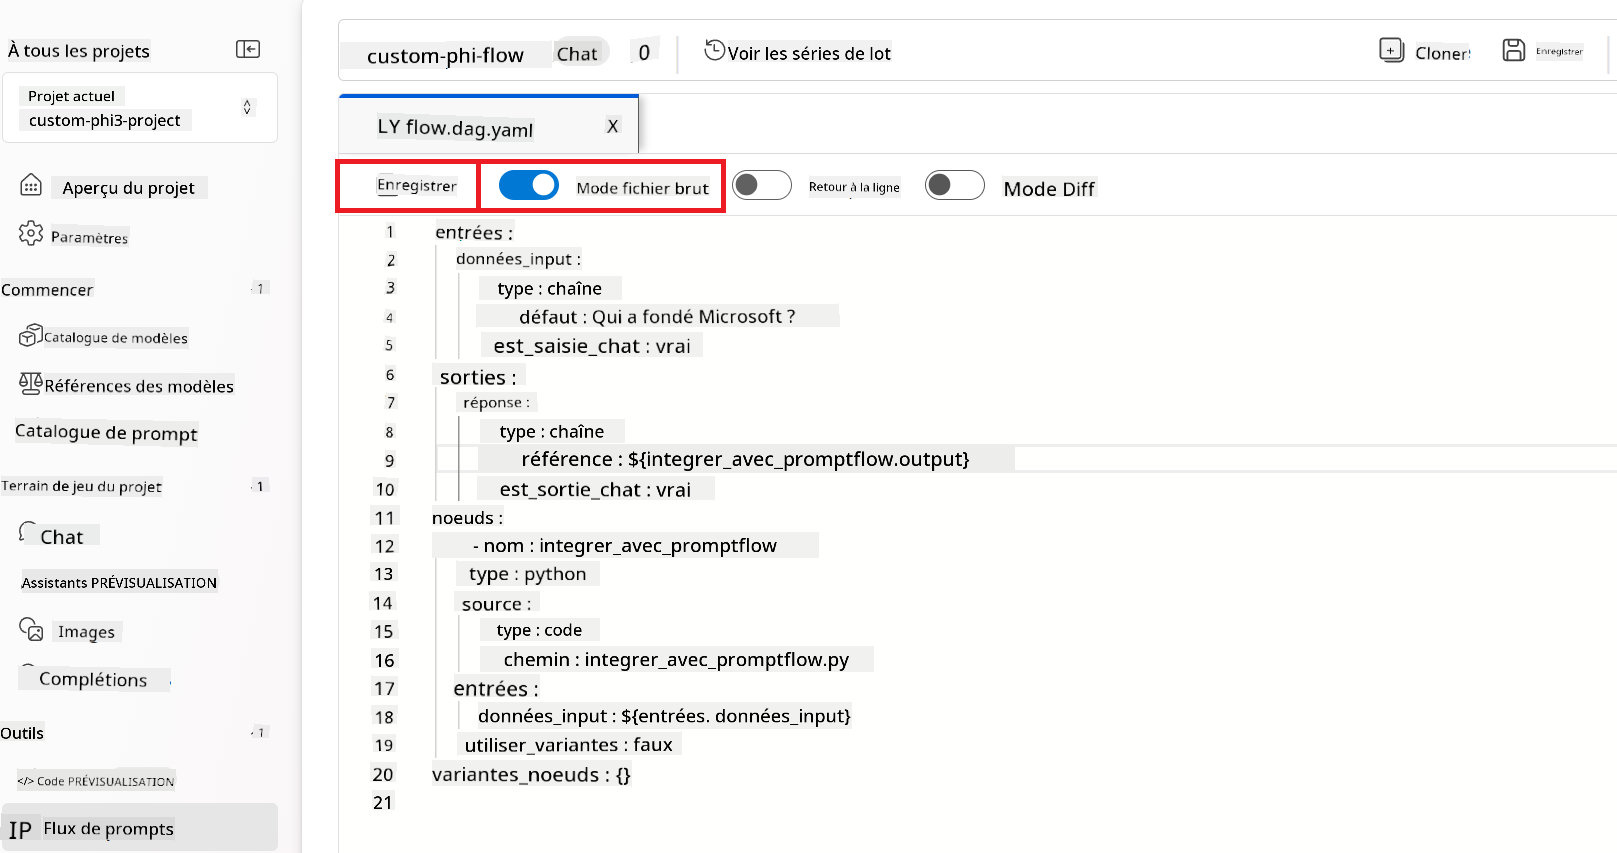 À tous les projets
Projet actuel
custom-phi3-project
Aperçu du projet
Paramètres
Commencer
Catalogue de modèles
Références des modèles
Catalogue de prompt
Terrain de jeu du projet
Chat
Assistants PRÉVISUALISATION
Images
Complétions
Outils
</> Code PRÉVISUALISATION
IP Flux de prompts
custom-phi-flow Chat 0 Voir les séries de lot Cloner Enregistrer
LY flow.dag.yaml X
Enregistrer Mode fichier brut Retour à la ligne Mode Diff
1 entrées :
2 données_input :
3 type : chaîne
4 défaut : Qui a fondé Microsoft ?
5 est_saisie_chat : vrai
6 sorties :
7 réponse :
8 type : chaîne
9 référence : ${integrer_avec_promptflow.output}
10 est_sortie_chat : vrai
11 noeuds :
12 - nom : integrer_avec_promptflow
13 type : python
14 source :
15 type : code
16 chemin : integrer_avec_promptflow.py
17 entrées :
18 données_input : ${entrées. données_input}
19 utiliser_variantes : faux
20 variantes_noeuds : {}
21